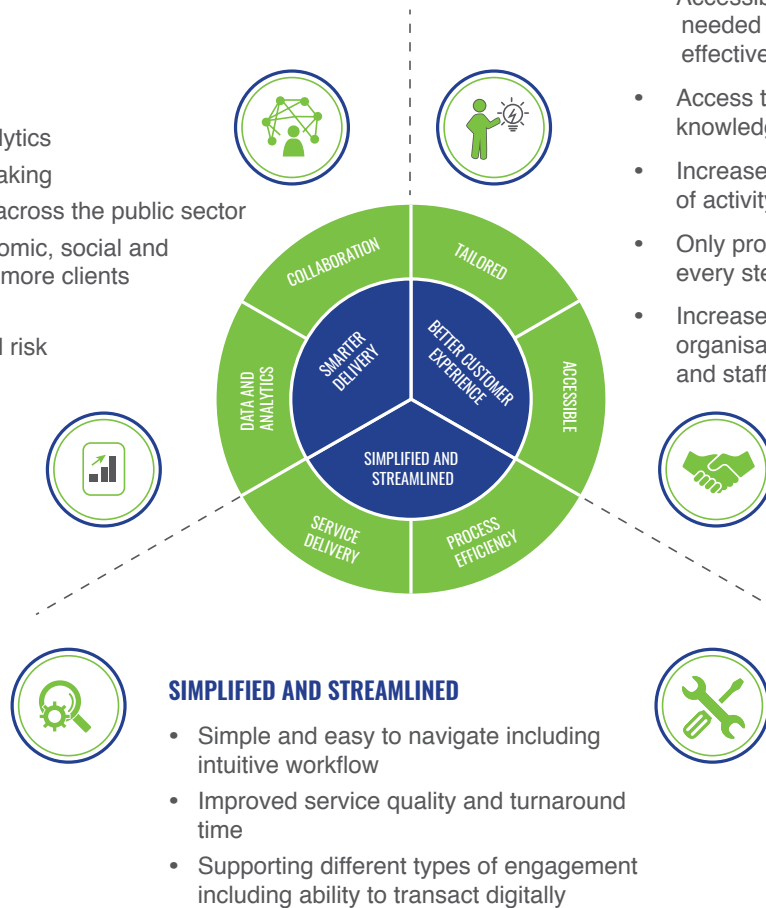 lytics
aking
across the public sector
omic, social and
more clients
risk
needed
effective
• Access t
knowledg
• Increase
of activity
• Only pro
every ste
• Increase
organisa
and staff
COLLABORATION
TAILORED
SMARTER
DELIVERY
BETTER CUSTOMER
EXPERIENCE
DATA AND
ANALYTICS
ACCESSIBLE
SIMPLIFIED AND
STREAMLINED
SERVICE
DELIVERY
PROCESS
EFFICIENCY
SIMPLIFIED AND STREAMLINED
• Simple and easy to navigate including
intuitive workflow
• Improved service quality and turnaround
time
• Supporting different types of engagement
including ability to transact digitally